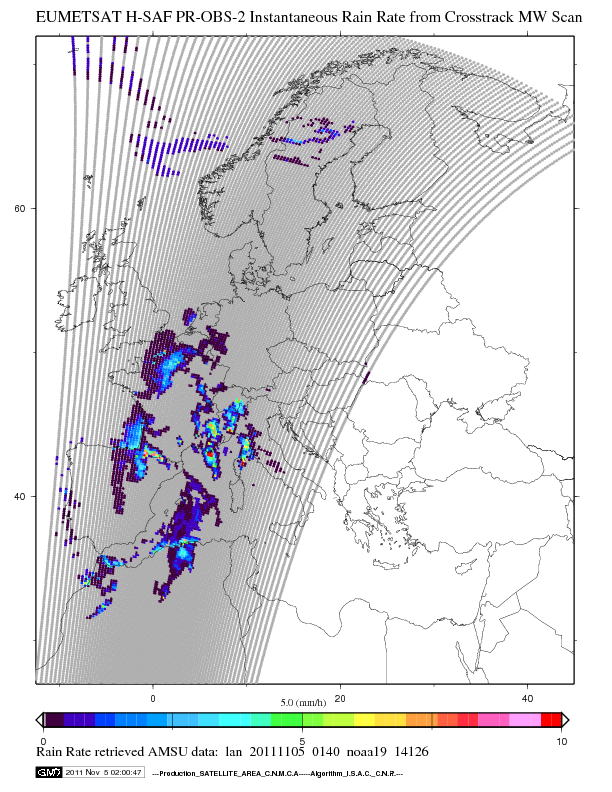 EUMETSAT H-SAF PR-OBS-2 Instantaneous Rain Rate from Crosstrack MW Scan
60
40
0 20 40
5.0 (mm/h)
0 5 10
Rain Rate retrieved AMSU data: lan 20111105 0140 noaa19 14126
GMT 2011 Nov 5 02:00:47 ---Production_SATELLITE_AREA_C.N.M.C.A-----Algorithm_I.S.A.C._C.N.R.---